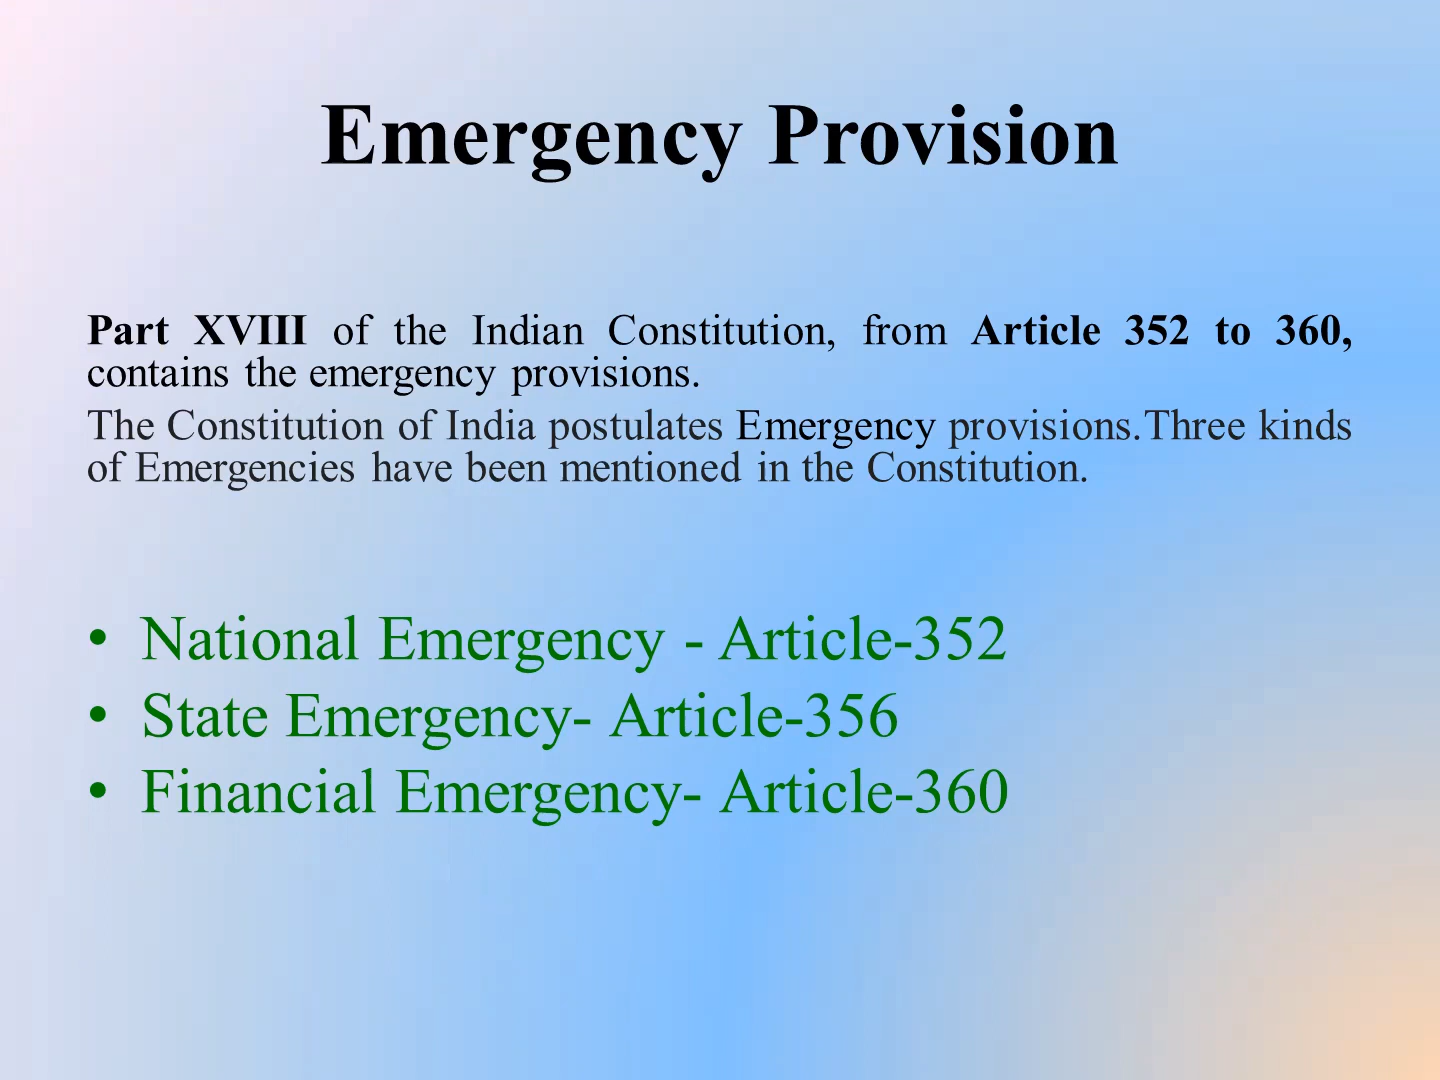 Emergency Provision
Part XVIII of the Indian Constitution, from Article 352 to 360,
contains the emergency provisions.
The Constitution of India postulates Emergency provisions.Three kinds
of Emergencies have been mentioned in the Constitution.
• National Emergency - Article-352
• State Emergency- Article-356
• Financial Emergency- Article-360